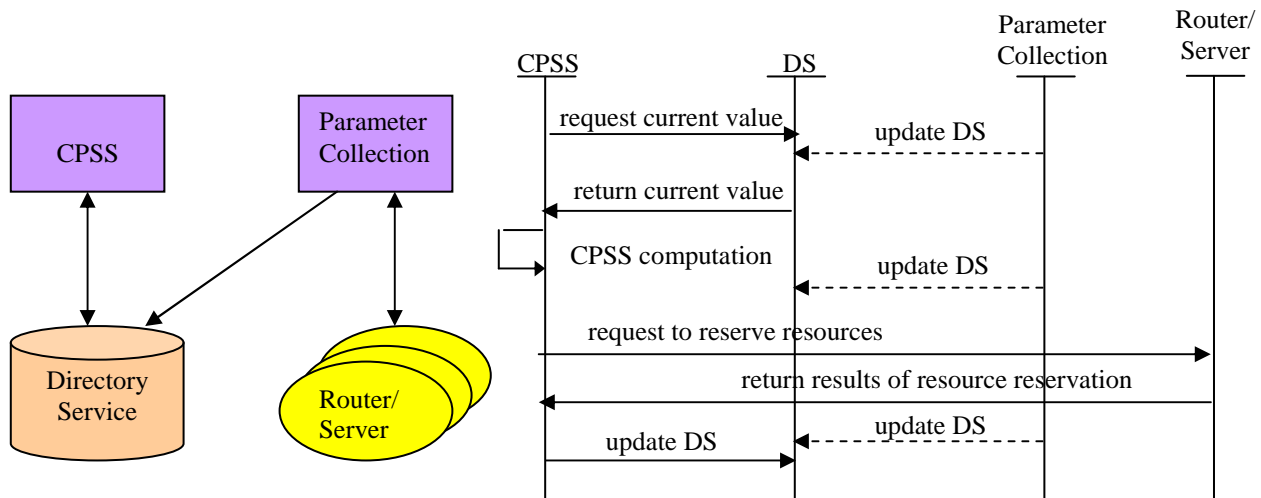 CPSS
Parameter
Collection
Directory
Service
Router/
Server
CPSS
DS
Parameter
Collection
Router/
Server
request current value
update DS
return current value
CPSS computation
update DS
request to reserve resources
return results of resource reservation
update DS
update DS